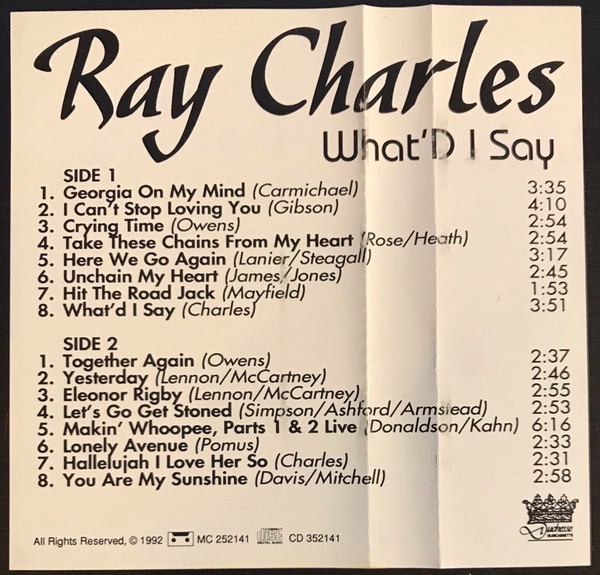 Ray Charles
What'D I Say
SIDE 1
1. Georgia On My Mind (Carmichael) 3:35
2. I Can't Stop Loving You (Gibson) 4:10
3. Crying Time (Owens) 2:54
4. Take These Chains From My Heart (Rose/Heath) 2:54
5. Here We Go Again (Lanier/Steagall) 3:17
6. Unchain My Heart (James/Jones) 2:45
7. Hit The Road Jack (Mayfield) 1:53
8. What'd I Say (Charles) 3:51
SIDE 2
1. Together Again (Owens) 2:37
2. Yesterday (Lennon/McCartney) 2:46
3. Eleonor Rigby (Lennon/McCartney) 2:55
4. Let's Go Get Stoned (Simpson/Ashford/Armstead) 2:53
5. Makin' Whoopee, Parts 1 & 2 Live (Donaldson/Kahn) 6:16
6. Lonely Avenue (Pomus) 2:33
7. Hallelujah I Love Her So (Charles) 2:31
8. You Are My Sunshine (Davis/Mitchell) 2:58
All Rights Reserved, © 1992 MC 252141 COMPACT disc DIGITAL AUDIO CD 352141
Duchesse